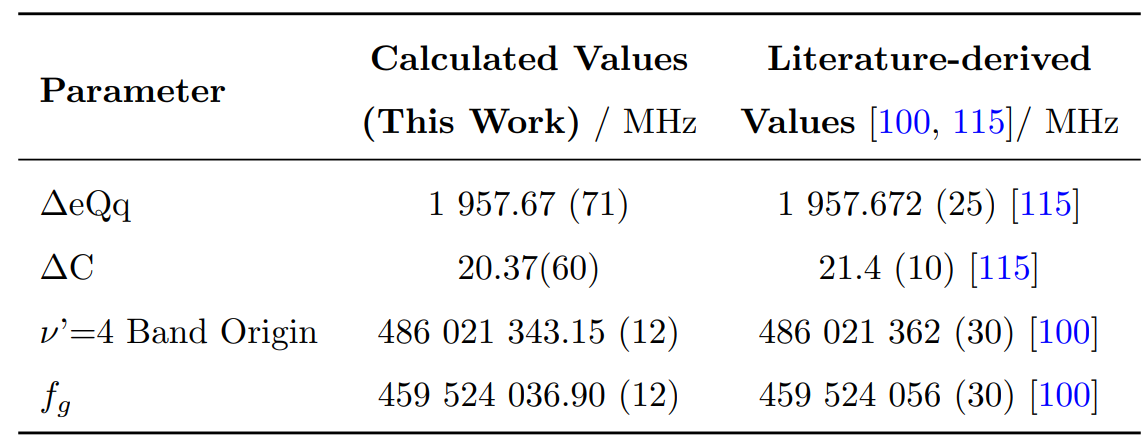 Parameter
Calculated Values
(This Work) / MHz
Literature-derived
Values [100, 115]/ MHz
ΔeQq 1 957.67 (71) 1 957.672 (25) [115]
ΔC 20.37(60) 21.4 (10) [115]
ν’=4 Band Origin 486 021 343.15 (12) 486 021 362 (30) [100]
f_g 459 524 036.90 (12) 459 524 056 (30) [100]